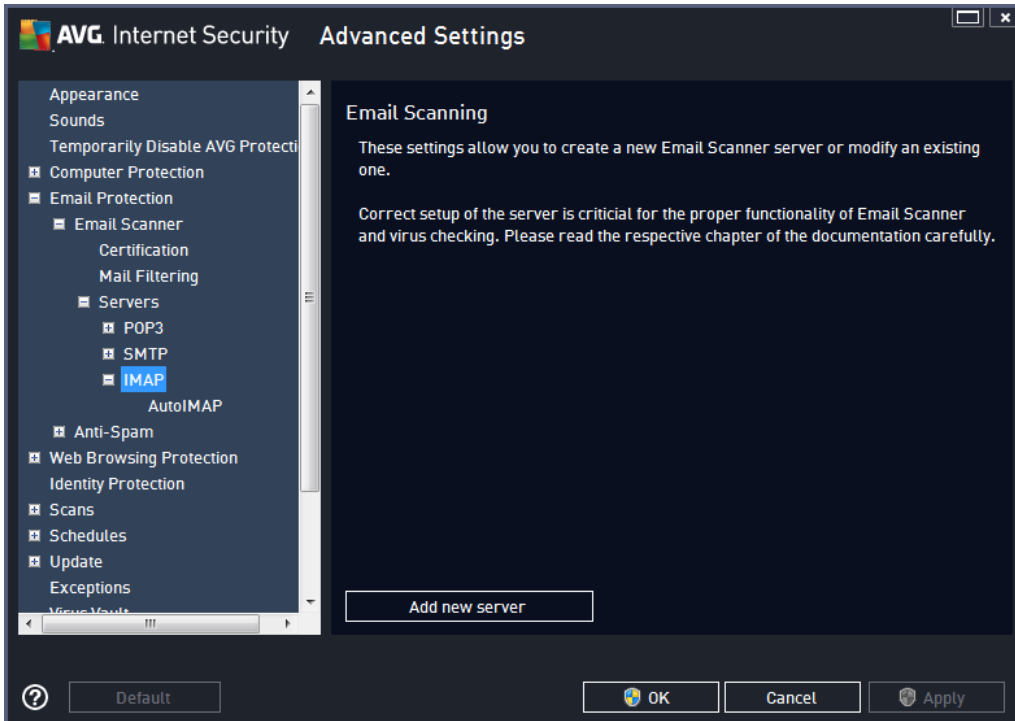 AVG. Internet Security Advanced Settings
Appearance
Sounds
Temporarily Disable AVG Protecti
Computer Protection
Email Protection
Email Scanner
Certification
Mail Filtering
Servers
POP3
SMTP
IMAP
AutoIMAP
Anti-Spam
Web Browsing Protection
Identity Protection
Scans
Schedules
Update
Exceptions
Virus Vault
Email Scanning
These settings allow you to create a new Email Scanner server or modify an existing
one.
Correct setup of the server is criticial for the proper functionality of Email Scanner
and virus checking. Please read the respective chapter of the documentation carefully.
Add new server
? Default OK Cancel Apply